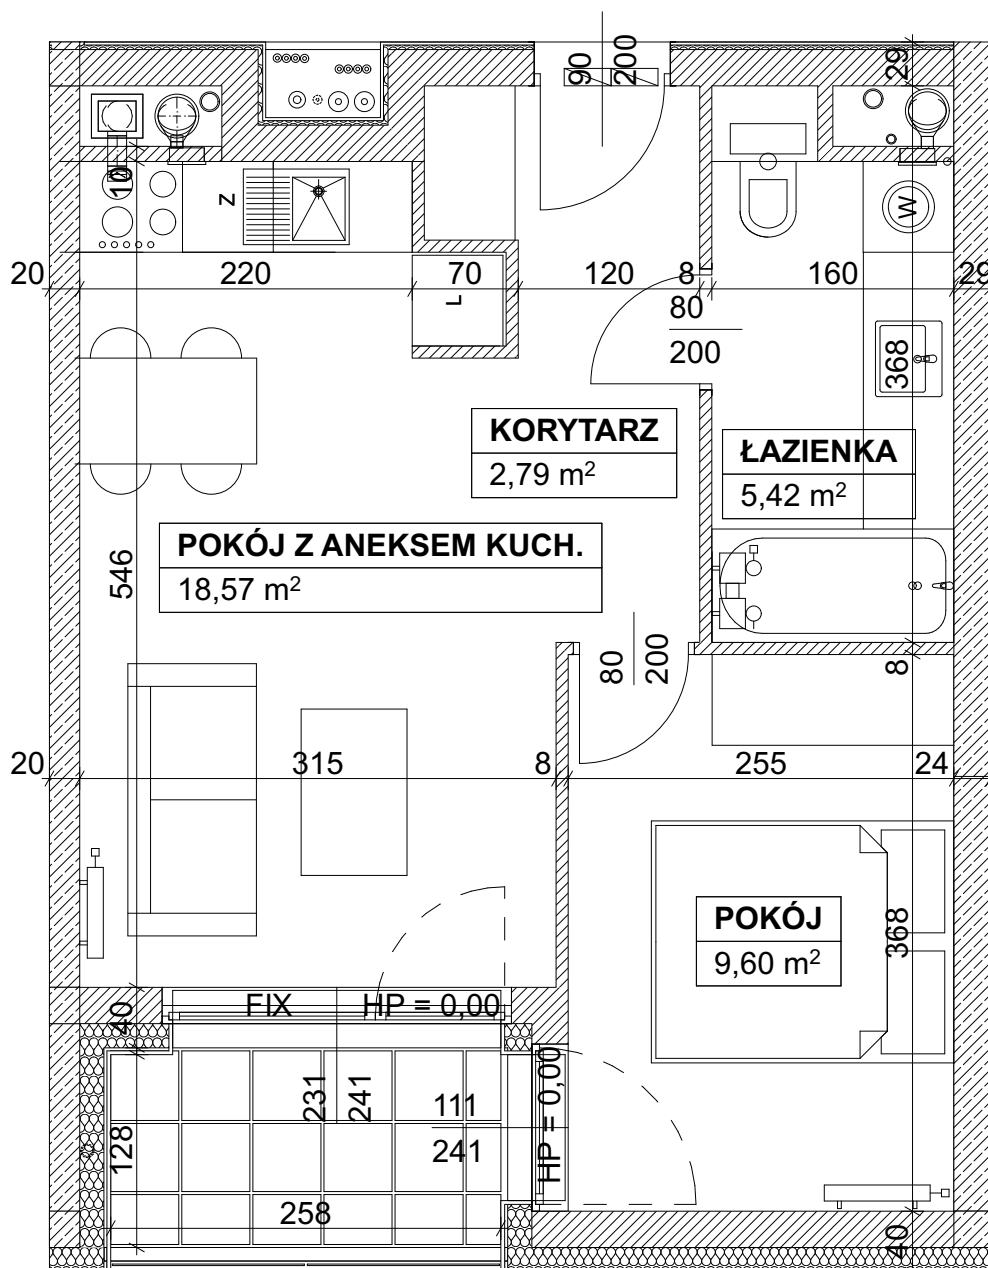 90
200
29
10
Z
W
20
220
70
120
8
160
29
L
80
200
368
KORYTARZ
2,79 m²
ŁAZIENKA
5,42 m²
POKÓJ Z ANEKSEM KUCH.
18,57 m²
546
80
200
8
20
315
8
255
24
POKÓJ
9,60 m²
368
40
FIX
HP = 0,00
231
241
111
241
HP = 0,00
128
258
40